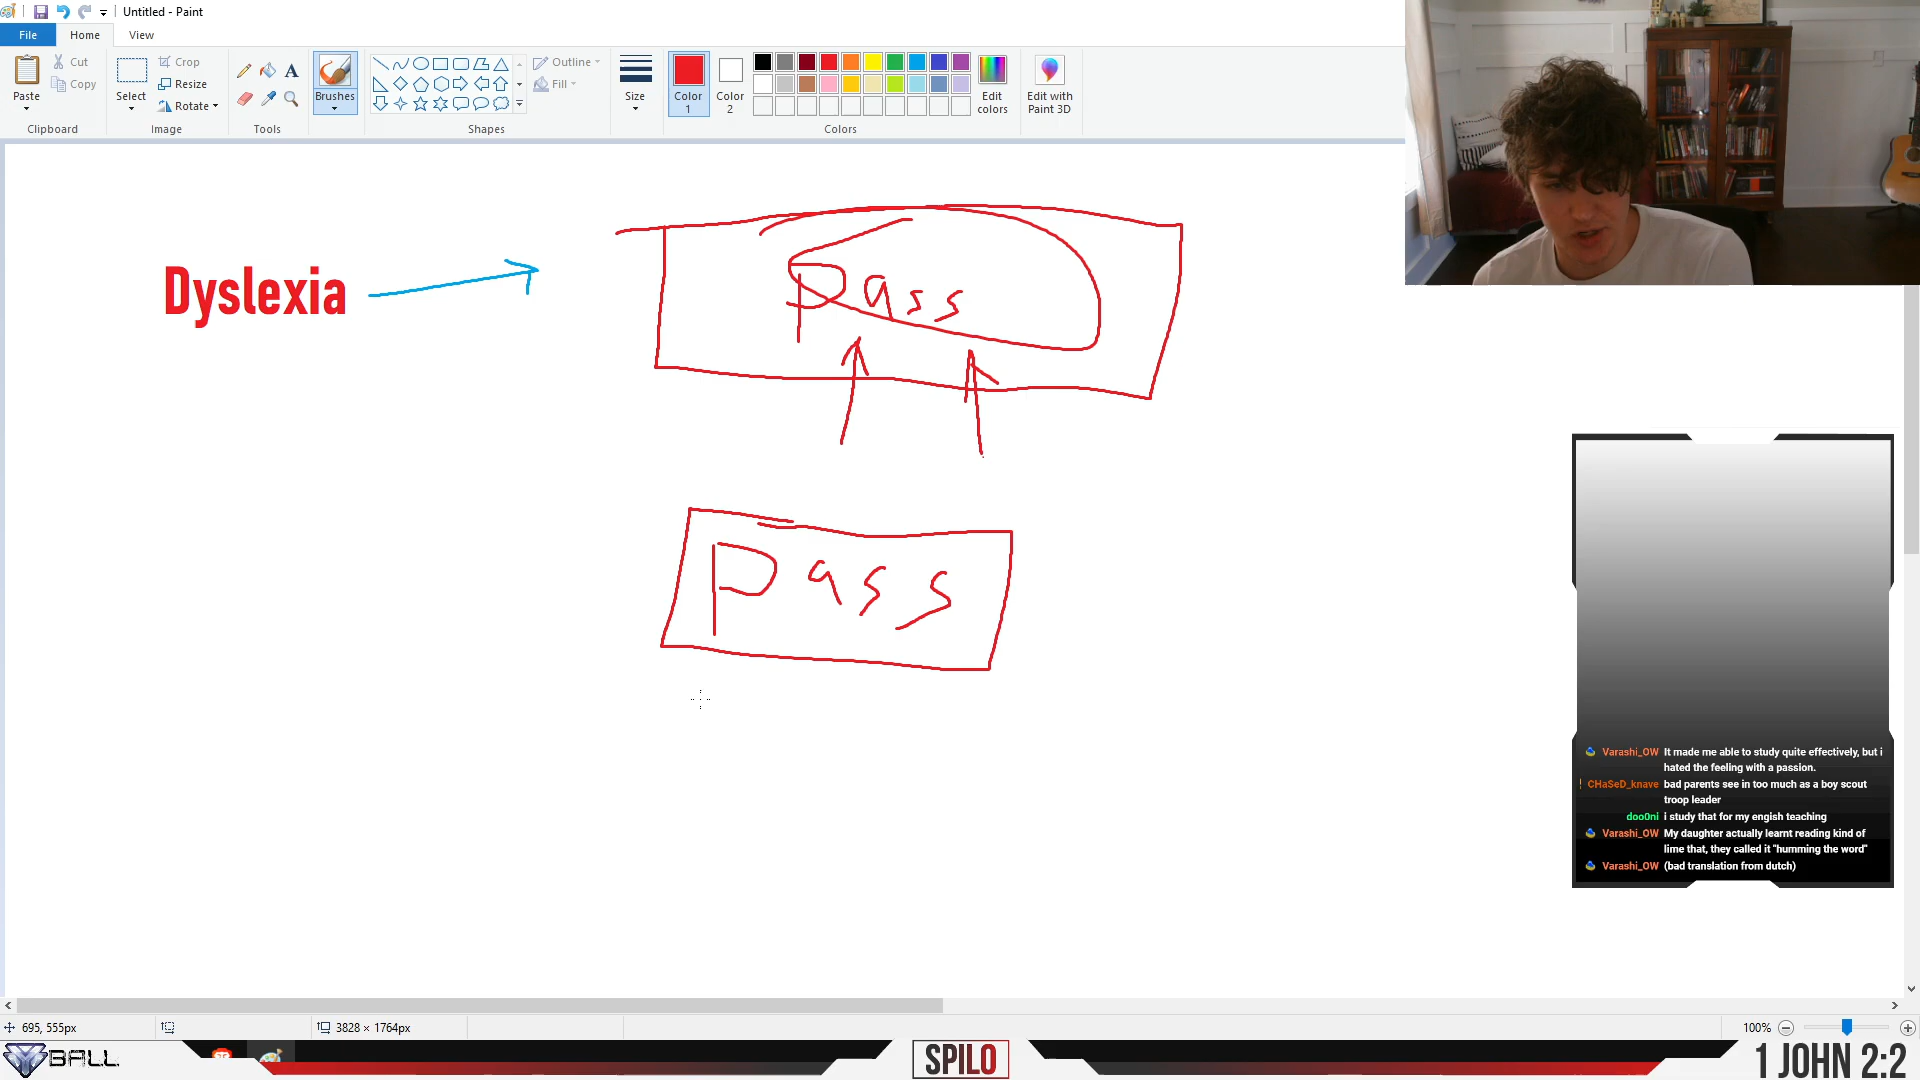 Untitled - Paint
File Home View
Paste
Cut
Copy
Clipboard
Select
Crop
Resize
Rotate
Image
Tools
Brushes
Shapes
Outline
Fill
Size
Color 1
Color 2
Colors
Edit colors
Edit with Paint 3D
Dyslexia
Pass
Pass
Varashi_OW It made me able to study quite effectively, but i
hated the feeling with a passion.
CHaSeD_knave bad parents see in too much as a boy scout
troop leader
doo0ni i study that for my engish teaching
Varashi_OW My daughter actually learnt reading kind of
lime that, they called it "humming the word"
Varashi_OW (bad translation from dutch)
695, 555px
3828 × 1764px
100%
BALL
SPILO
1 JOHN 2:2